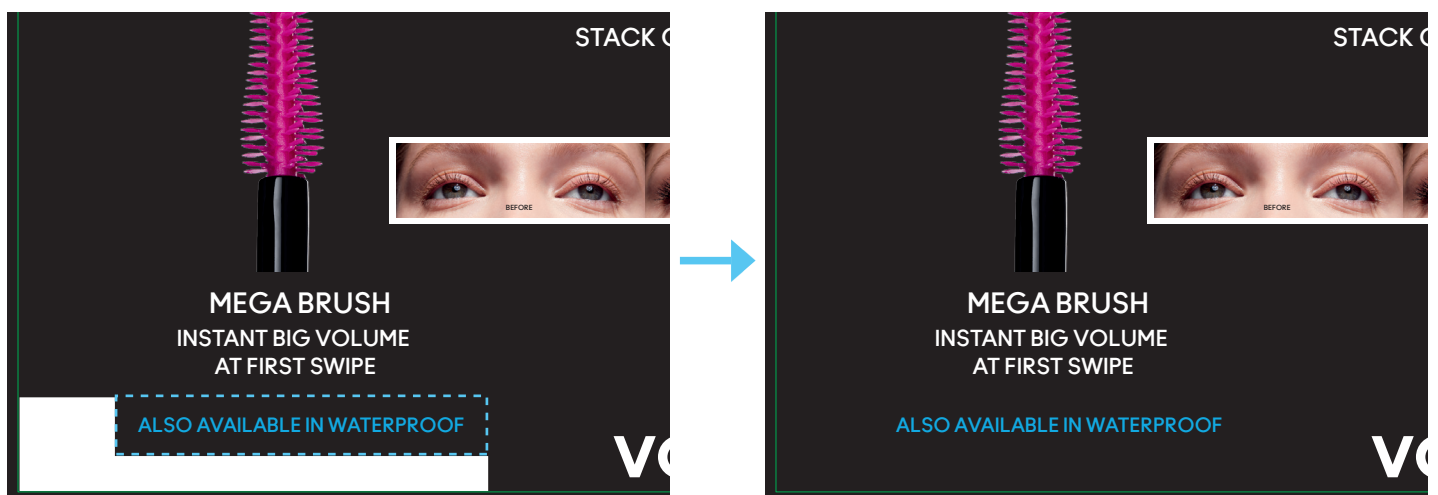 STACK
BEFORE
MEGA BRUSH
INSTANT BIG VOLUME
AT FIRST SWIPE
ALSO AVAILABLE IN WATERPROOF
STACK
BEFORE
MEGA BRUSH
INSTANT BIG VOLUME
AT FIRST SWIPE
ALSO AVAILABLE IN WATERPROOF